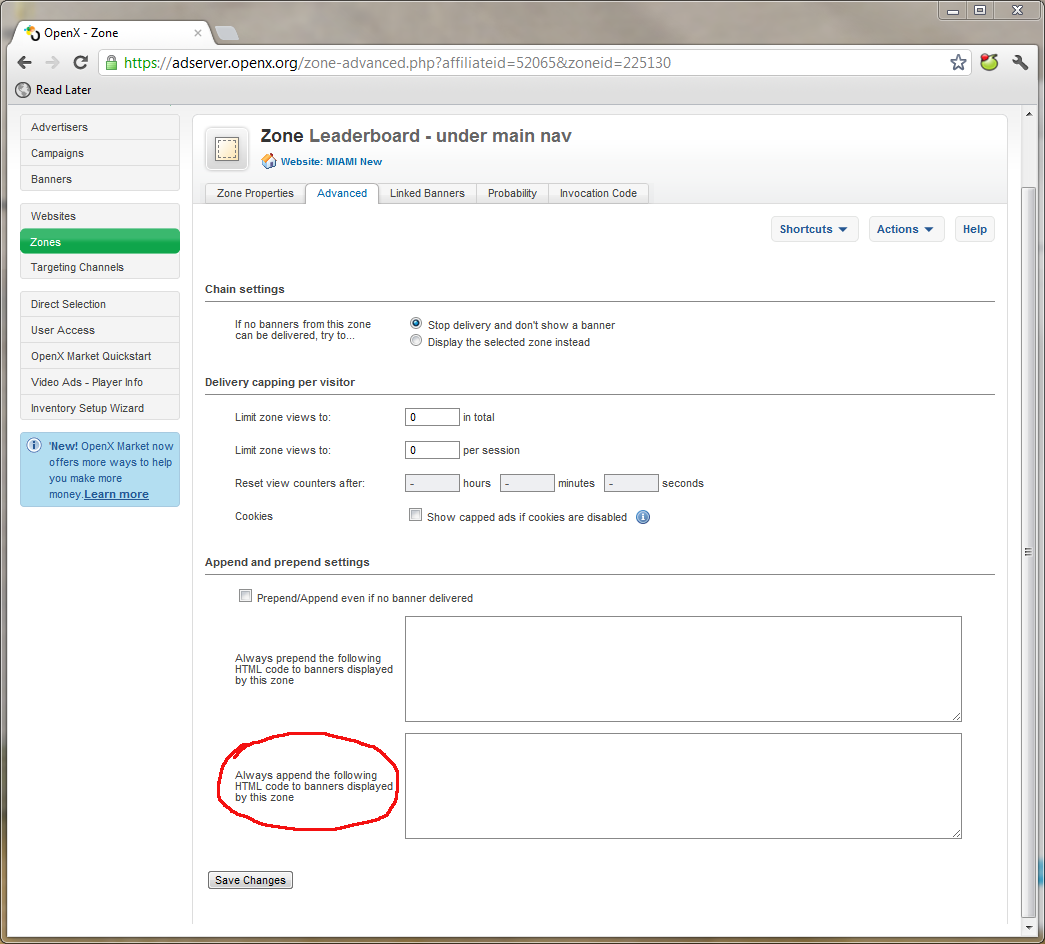 OpenX - Zone
https://adserver.openx.org/zone-advanced.php?affiliateid=52065&zoneid=225130
Read Later
Advertisers
Campaigns
Banners
Websites
Zones
Targeting Channels
Direct Selection
User Access
OpenX Market Quickstart
Video Ads - Player Info
Inventory Setup Wizard
'New! OpenX Market now
offers more ways to help
you make more
money.Learn more
Zone Leaderboard - under main nav
Website: MIAMI New
Zone Properties Advanced Linked Banners Probability Invocation Code
Shortcuts Actions Help
Chain settings
If no banners from this zone
can be delivered, try to...
Stop delivery and don't show a banner
Display the selected zone instead
Delivery capping per visitor
Limit zone views to: 0 in total
Limit zone views to: 0 per session
Reset view counters after: - hours - minutes - seconds
Cookies Show capped ads if cookies are disabled
Append and prepend settings
Prepend/Append even if no banner delivered
Always prepend the following
HTML code to banners displayed
by this zone
Always append the following
HTML code to banners displayed
by this zone
Save Changes